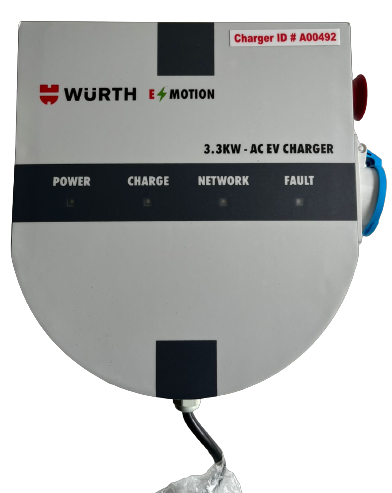 Charger ID # A00492
WÜRTH E MOTION
3.3KW - AC EV CHARGER
POWER CHARGE NETWORK FAULT